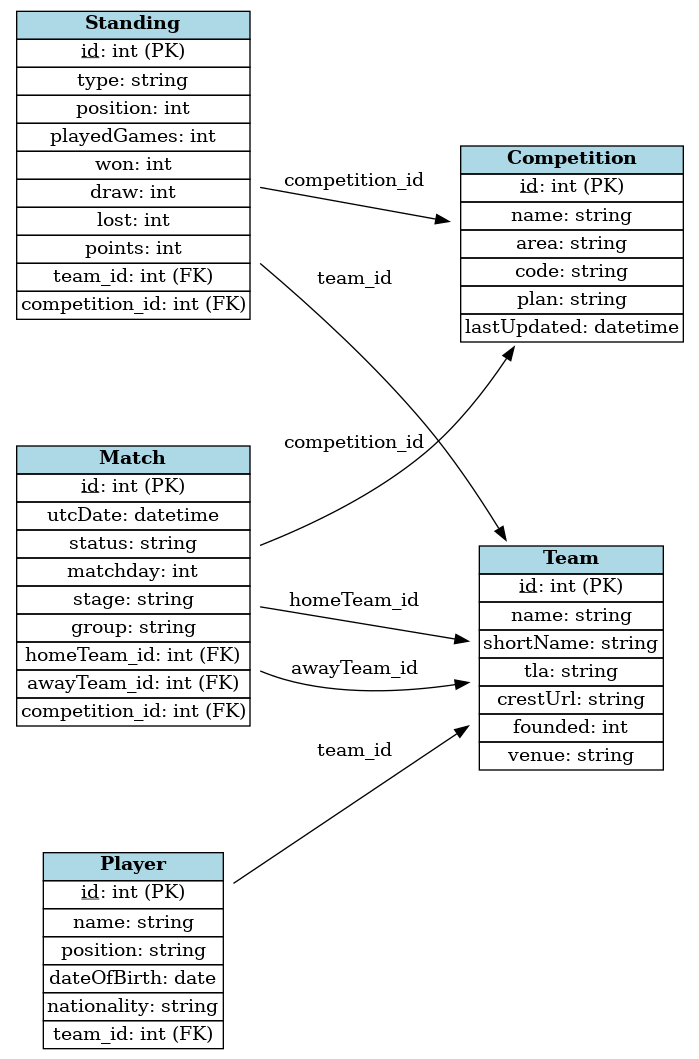 Standing
id: int (PK)
type: string
position: int
playedGames: int
won: int
draw: int
lost: int
points: int
team_id: int (FK)
competition_id: int (FK)
competition_id
team_id
Competition
id: int (PK)
name: string
area: string
code: string
plan: string
lastUpdated: datetime
Match
id: int (PK)
utcDate: datetime
status: string
matchday: int
stage: string
group: string
homeTeam_id: int (FK)
awayTeam_id: int (FK)
competition_id: int (FK)
competition_id
homeTeam_id
awayTeam_id
Team
id: int (PK)
name: string
shortName: string
tla: string
crestUrl: string
founded: int
venue: string
team_id
Player
id: int (PK)
name: string
position: string
dateOfBirth: date
nationality: string
team_id: int (FK)